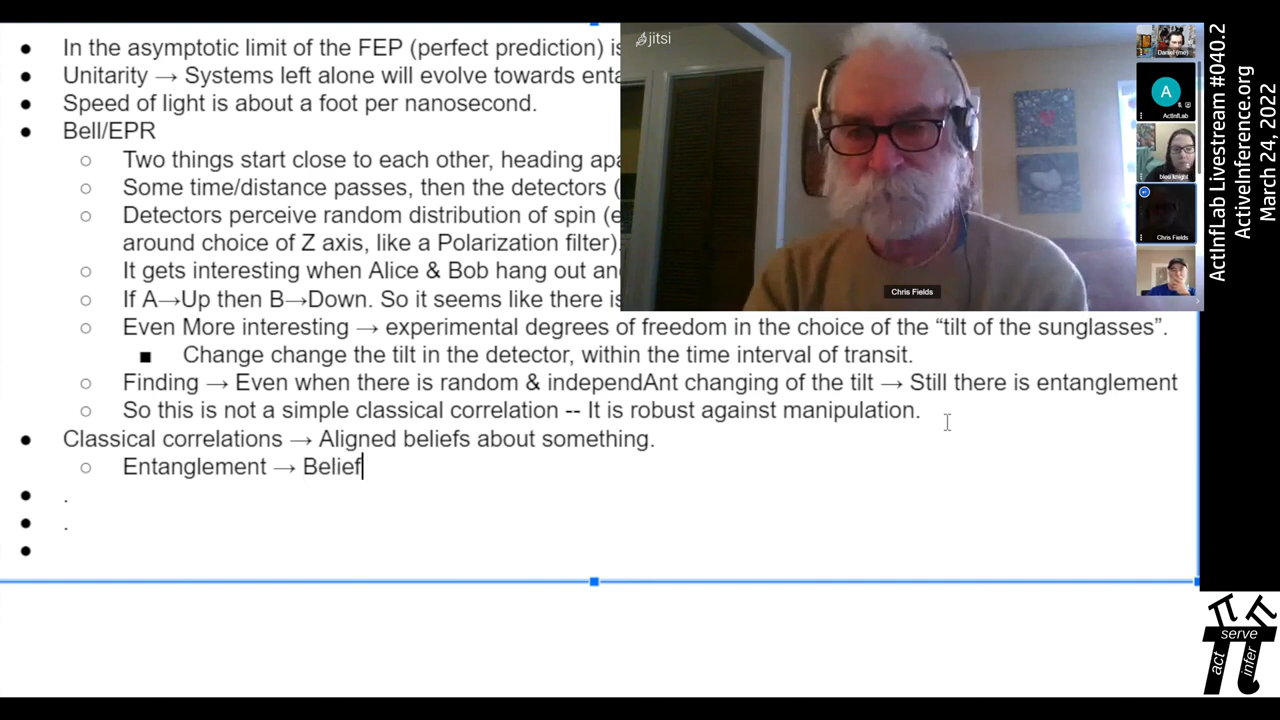 In the asymptotic limit of the FEP (perfect prediction) is
Unitarity → Systems left alone will evolve towards enta
Speed of light is about a foot per nanosecond.
Bell/EPR
Two things start close to each other, heading apa
Some time/distance passes, then the detectors (
Detectors perceive random distribution of spin (e
around choice of Z axis, like a Polarization filter).
It gets interesting when Alice & Bob hang out an
If A→Up then B→Down. So it seems like there is
Even More interesting → experimental degrees of freedom in the choice of the “tilt of the sunglasses”.
Change change the tilt in the detector, within the time interval of transit.
Finding → Even when there is random & independAnt changing of the tilt → Still there is entanglement
So this is not a simple classical correlation -- It is robust against manipulation.
Classical correlations → Aligned beliefs about something.
Entanglement → Belief
.
.
jitsi
Chris Fields
Daniel (me)
A
ActInfLab
bleu knight
Chris Fields
ActInfLab Livestream #040.2
ActiveInference.org
March 24, 2022
serve
act
infer